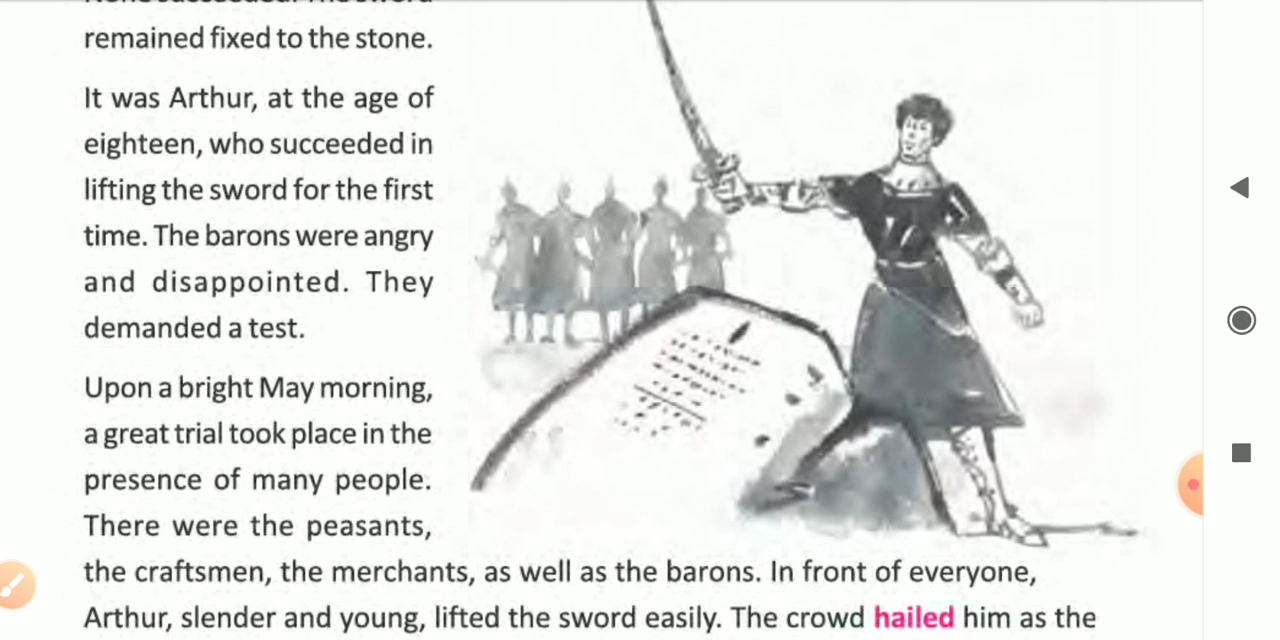 remained fixed to the stone.
It was Arthur, at the age of
eighteen, who succeeded in
lifting the sword for the first
time. The barons were angry
and disappointed. They
demanded a test.
Upon a bright May morning,
a great trial took place in the
presence of many people.
There were the peasants,
the craftsmen, the merchants, as well as the barons. In front of everyone,
Arthur, slender and young, lifted the sword easily. The crowd hailed him as the